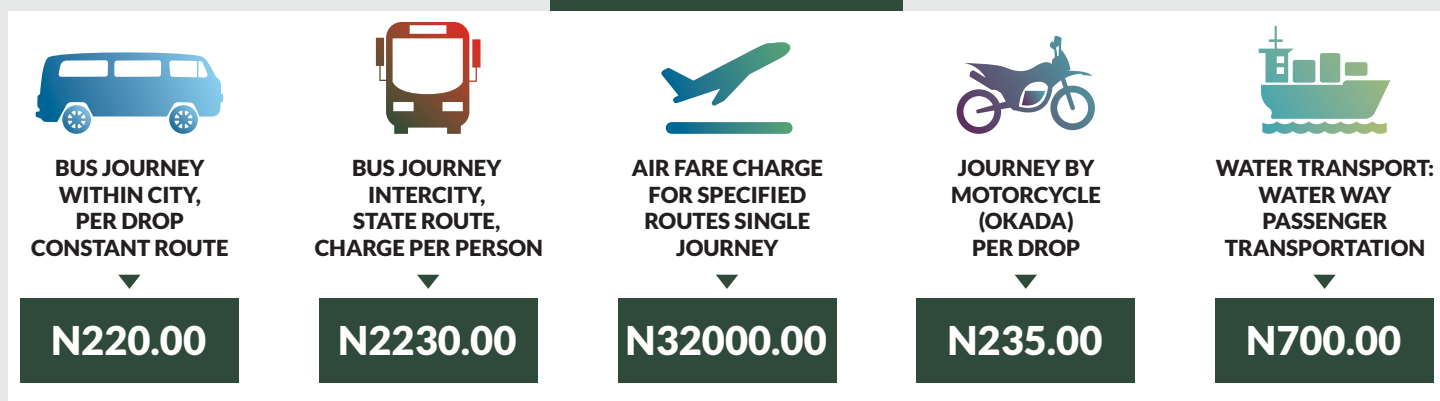 BUS JOURNEY
WITHIN CITY,
PER DROP
CONSTANT ROUTE
N220.00
BUS JOURNEY
INTERCITY,
STATE ROUTE,
CHARGE PER PERSON
N2230.00
AIR FARE CHARGE
FOR SPECIFIED
ROUTES SINGLE
JOURNEY
N32000.00
JOURNEY BY
MOTORCYCLE
(OKADA)
PER DROP
N235.00
WATER TRANSPORT:
WATER WAY
PASSENGER
TRANSPORTATION
N700.00